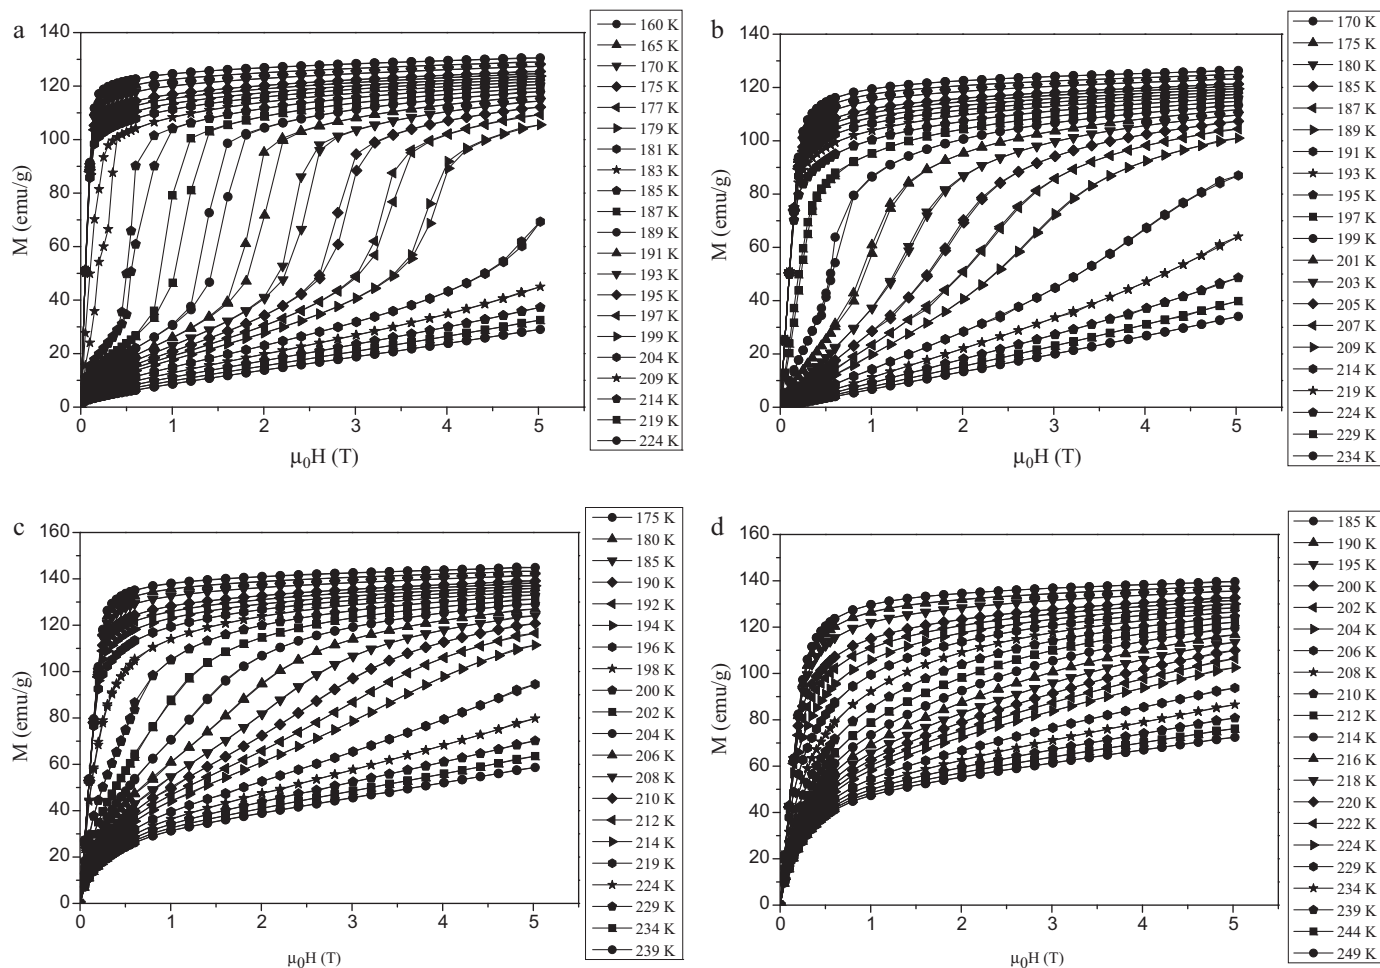 a
M (emu/g)
140
120
100
80
60
40
20
0
0
1
2
3
4
5
μ0H (T)
160 K
165 K
170 K
175 K
177 K
179 K
181 K
183 K
185 K
187 K
189 K
191 K
193 K
195 K
197 K
199 K
204 K
209 K
214 K
219 K
224 K
b
M (emu/g)
140
120
100
80
60
40
20
0
0
1
2
3
4
5
μ0H (T)
170 K
175 K
180 K
185 K
187 K
189 K
191 K
193 K
195 K
197 K
199 K
201 K
203 K
205 K
207 K
209 K
214 K
219 K
224 K
229 K
234 K
c
M (emu/g)
160
140
120
100
80
60
40
20
0
0
1
2
3
4
5
μ0H (T)
175 K
180 K
185 K
190 K
192 K
194 K
196 K
198 K
200 K
202 K
204 K
206 K
208 K
210 K
212 K
214 K
219 K
224 K
229 K
234 K
239 K
d
M (emu/g)
160
140
120
100
80
60
40
20
0
0
1
2
3
4
5
μ0H (T)
185 K
190 K
195 K
200 K
202 K
204 K
206 K
208 K
210 K
212 K
214 K
216 K
218 K
220 K
222 K
224 K
229 K
234 K
239 K
244 K
249 K